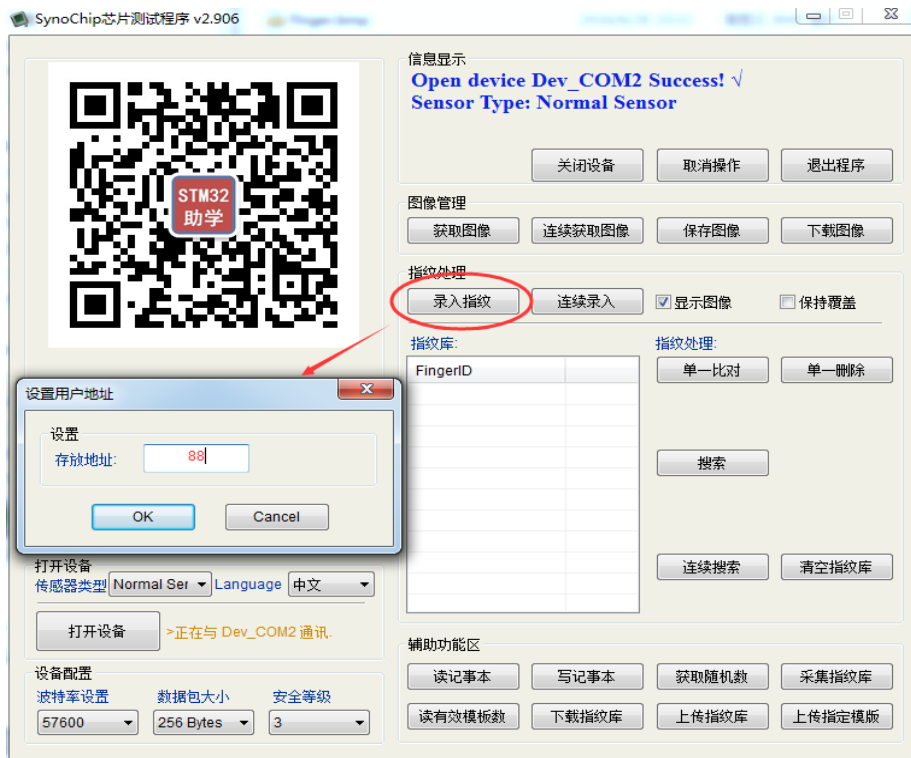 SynoChip芯片测试程序 v2.906
STM32
助学
信息显示
Open device Dev_COM2 Success! √
Sensor Type: Normal Sensor
关闭设备
取消操作
退出程序
图像管理
获取图像
连续获取图像
保存图像
下载图像
指纹处理
录入指纹
连续录入
显示图像
保持覆盖
指纹库:
指纹处理:
FingerID
单一比对
单一删除
搜索
连续搜索
清空指纹库
设置用户地址
设置
存放地址:
88
OK
Cancel
打开设备
传感器类型
Normal Ser
Language
中文
打开设备
>正在与 Dev_COM2 通讯.
设备配置
波特率设置
数据包大小
安全等级
57600
256 Bytes
3
辅助功能区
读记事本
写记事本
获取随机数
采集指纹库
读有效模板数
下载指纹库
上传指纹库
上传指定模版